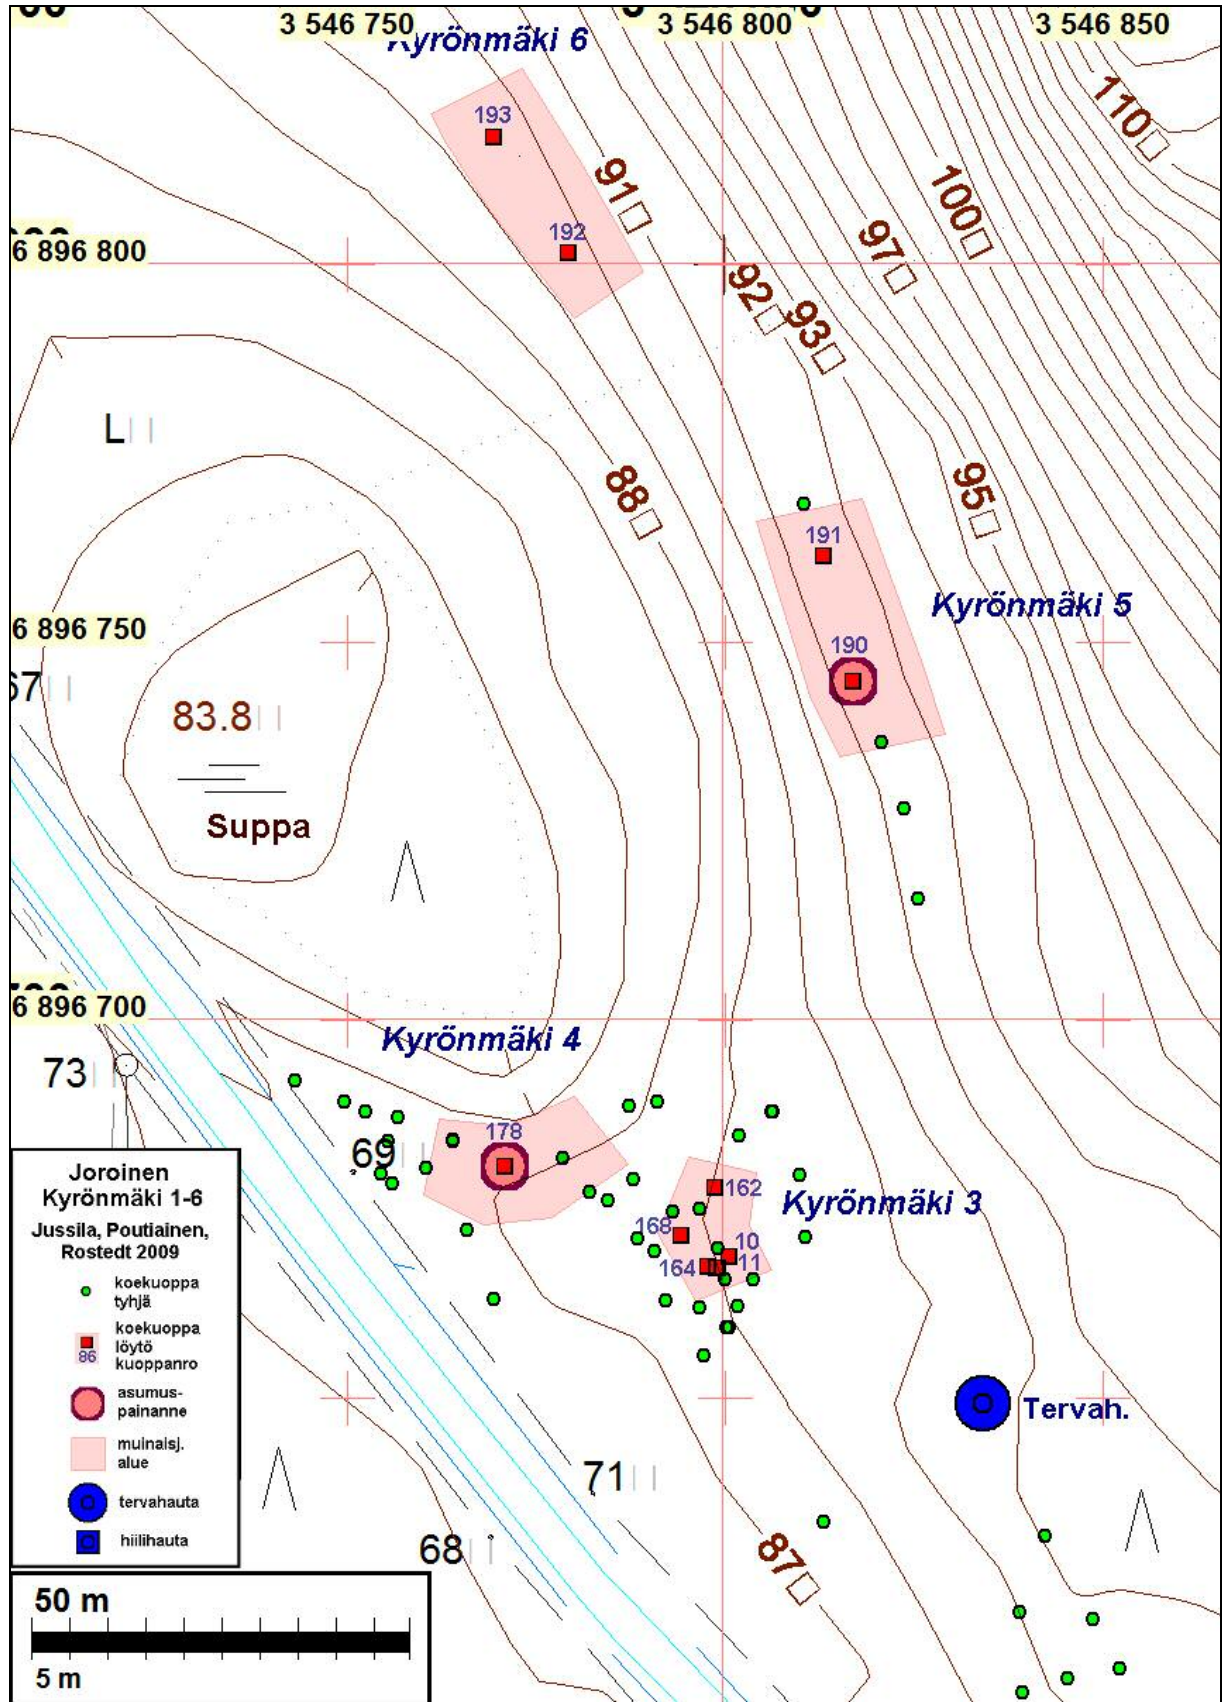 3 546 750
3 546 800
3 546 850
Kyrönmäki 6
110
193
91
100
192
97
6 896 800
92
93
L
88
95
191
Kyrönmäki 5
6 896 750
190
67
83.8
Suppa
6 896 700
Kyrönmäki 4
73
178
69
162
Kyrönmäki 3
168
10
11
164
Joroinen
Kyrönmäki 1-6
Jussila, Poutiainen,
Rostedt 2009
koekuoppa
tyhjä
koekuoppa
löytö
kuoppanro
86
asumus-
painanne
muinaisj.
alue
tervahauta
hiilihauta
Tervah.
71
68
87
50 m
5 m